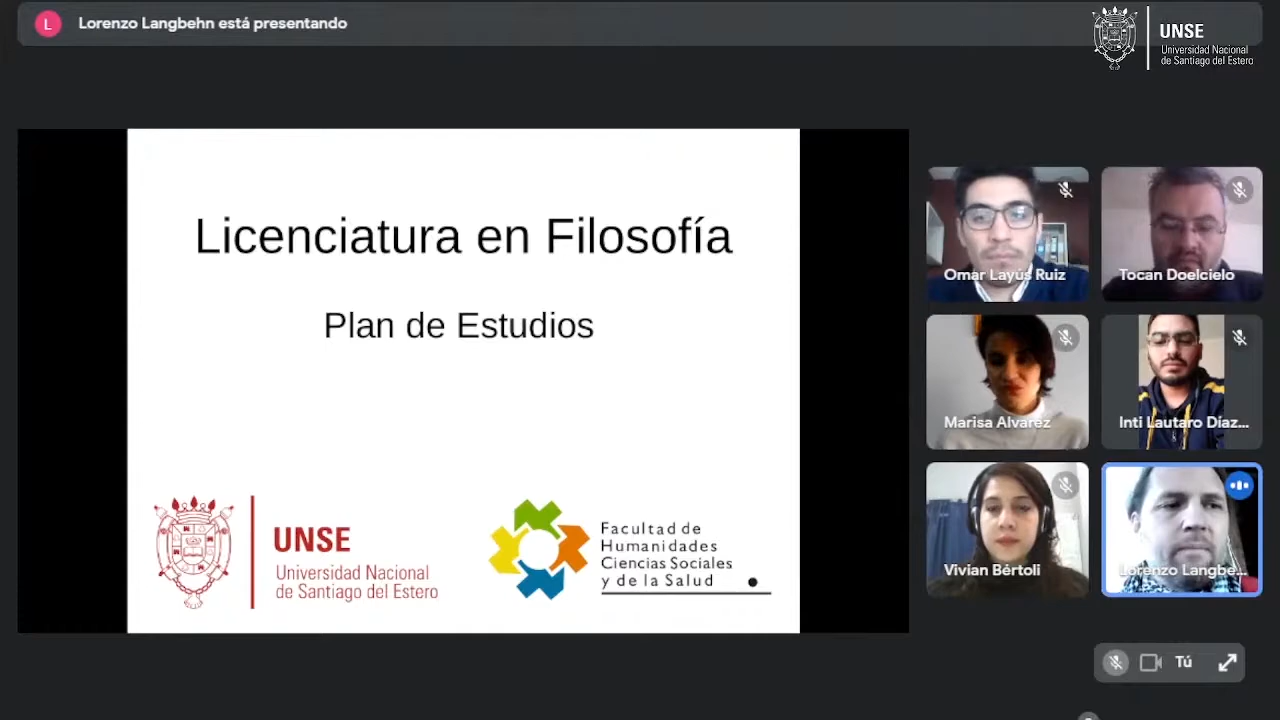 L
Lorenzo Langbehn está presentando
UNSE
Universidad Nacional
de Santiago del Estero
Licenciatura en Filosofía
Plan de Estudios
UNSE
Universidad Nacional
de Santiago del Estero
Facultad de
Humanidades
Ciencias Sociales
y de la Salud
Omar Layús Ruiz
Tocan Doelcielo
Marisa Alvarez
Inti Lautaro Díaz...
Vivian Bértoli
Lorenzo Langbe...
Tú